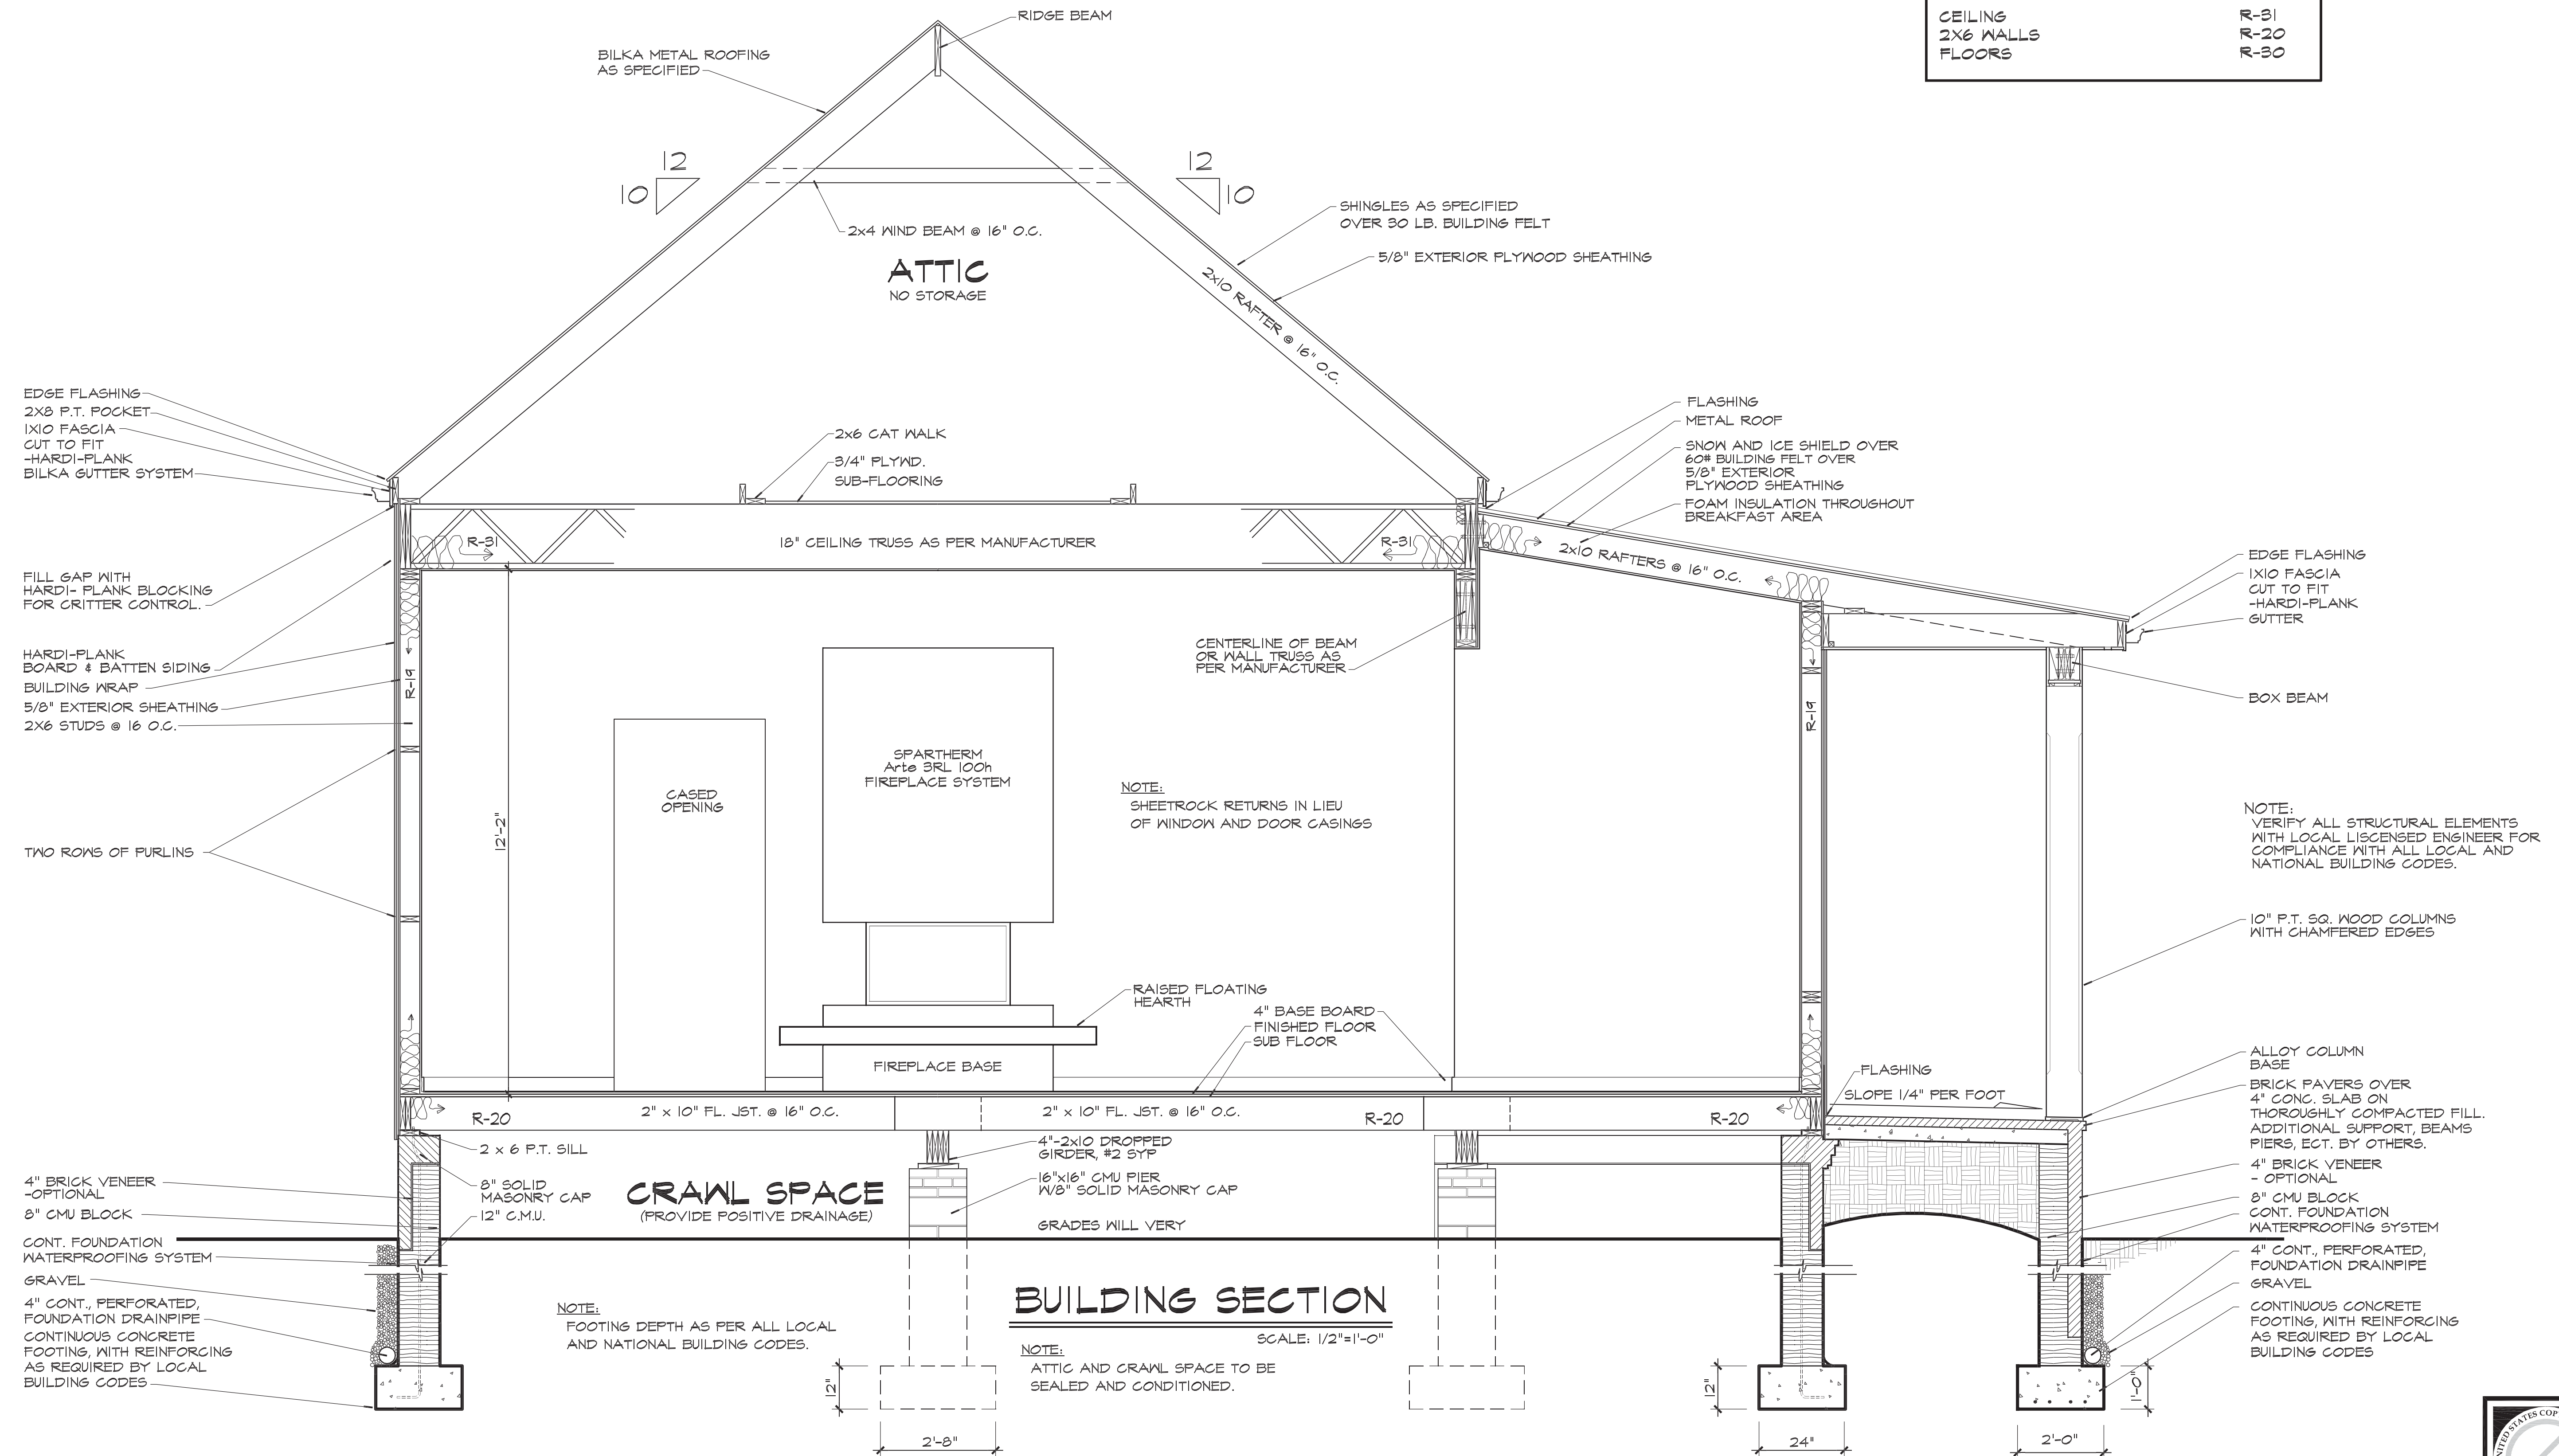 CEILING R-31
2X6 WALLS R-20
FLOORS R-30
RIDGE BEAM
BILKA METAL ROOFING
AS SPECIFIED
12
10
12
10
2x4 WIND BEAM @ 16" O.C.
ATTIC
NO STORAGE
SHINGLES AS SPECIFIED
OVER 30 LB. BUILDING FELT
5/8" EXTERIOR PLYWOOD SHEATHING
2x10 RAFTER @ 16" O.C.
EDGE FLASHING
2X8 P.T. POCKET
1X10 FASCIA
CUT TO FIT
-HARDI-PLANK
BILKA GUTTER SYSTEM
2x6 CAT WALK
3/4" PLYWD.
SUB-FLOORING
FLASHING
METAL ROOF
SNOW AND ICE SHIELD OVER
60# BUILDING FELT OVER
5/8" EXTERIOR
PLYWOOD SHEATHING
FOAM INSULATION THROUGHOUT
BREAKFAST AREA
R-31
18" CEILING TRUSS AS PER MANUFACTURER
R-31
2x10 RAFTERS @ 16" O.C.
EDGE FLASHING
1X10 FASCIA
CUT TO FIT
-HARDI-PLANK
GUTTER
FILL GAP WITH
HARDI- PLANK BLOCKING
FOR CRITTER CONTROL.
HARDI-PLANK
BOARD & BATTEN SIDING
BUILDING WRAP
5/8" EXTERIOR SHEATHING
2X6 STUDS @ 16 O.C.
R-19
CENTERLINE OF BEAM
OR WALL TRUSS AS
PER MANUFACTURER
R-19
BOX BEAM
SPARTHERM
Arte 3RL 100h
FIREPLACE SYSTEM
CASED
OPENING
12'-2"
NOTE:
SHEETROCK RETURNS IN LIEU
OF WINDOW AND DOOR CASINGS
NOTE:
VERIFY ALL STRUCTURAL ELEMENTS
WITH LOCAL LISCENSED ENGINEER FOR
COMPLIANCE WITH ALL LOCAL AND
NATIONAL BUILDING CODES.
TWO ROWS OF PURLINS
10" P.T. SQ. WOOD COLUMNS
WITH CHAMFERED EDGES
RAISED FLOATING
HEARTH
4" BASE BOARD
FINISHED FLOOR
SUB FLOOR
FIREPLACE BASE
FLASHING
SLOPE 1/4" PER FOOT
ALLOY COLUMN
BASE
BRICK PAVERS OVER
4" CONC. SLAB ON
THOROUGHLY COMPACTED FILL.
ADDITIONAL SUPPORT, BEAMS
PIERS, ECT. BY OTHERS.
R-20
2" x 10" FL. JST. @ 16" O.C.
2" x 10" FL. JST. @ 16" O.C.
R-20
R-20
2 x 6 P.T. SILL
4"-2x10 DROPPED
GIRDER, #2 SYP
8" SOLID
MASONRY CAP
12" C.M.U.
CRAWL SPACE
(PROVIDE POSITIVE DRAINAGE)
16"x16" CMU PIER
W/8" SOLID MASONRY CAP
GRADES WILL VERY
4" BRICK VENEER
-OPTIONAL
8" CMU BLOCK
CONT. FOUNDATION
WATERPROOFING SYSTEM
GRAVEL
4" CONT., PERFORATED,
FOUNDATION DRAINPIPE
CONTINUOUS CONCRETE
FOOTING, WITH REINFORCING
AS REQUIRED BY LOCAL
BUILDING CODES
4" BRICK VENEER
- OPTIONAL
8" CMU BLOCK
CONT. FOUNDATION
WATERPROOFING SYSTEM
4" CONT., PERFORATED,
FOUNDATION DRAINPIPE
GRAVEL
CONTINUOUS CONCRETE
FOOTING, WITH REINFORCING
AS REQUIRED BY LOCAL
BUILDING CODES
NOTE:
FOOTING DEPTH AS PER ALL LOCAL
AND NATIONAL BUILDING CODES.
BUILDING SECTION
SCALE: 1/2"=1'-0"
NOTE:
ATTIC AND CRAWL SPACE TO BE
SEALED AND CONDITIONED.
12"
2'-8"
12"
24"
1'-0"
2'-0"
STATES